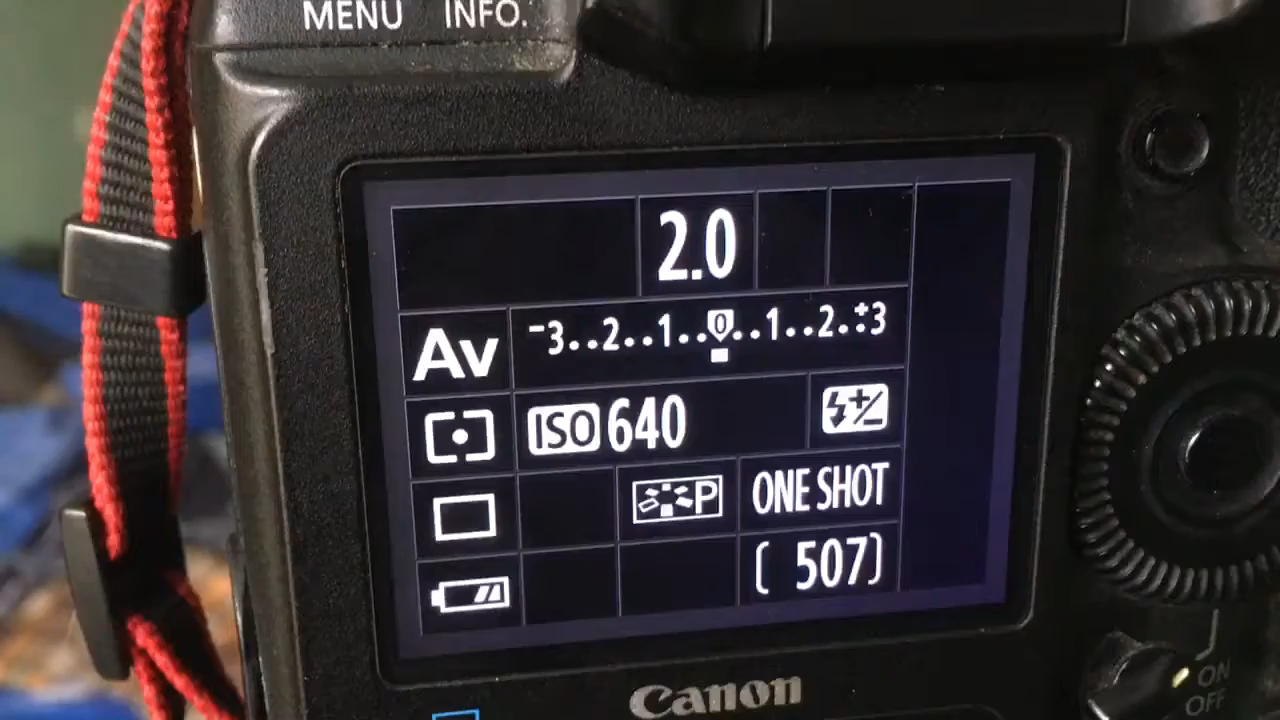 MENU INFO.
2.0
Av -3..2..1..0..1..2.:+3
ISO 640
P ONE SHOT
[ 507]
Canon
ON
OFF